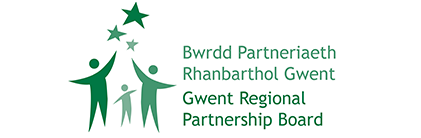 Bwrdd Partneriaeth
Rhanbarthol Gwent
Gwent Regional
Partnership Board